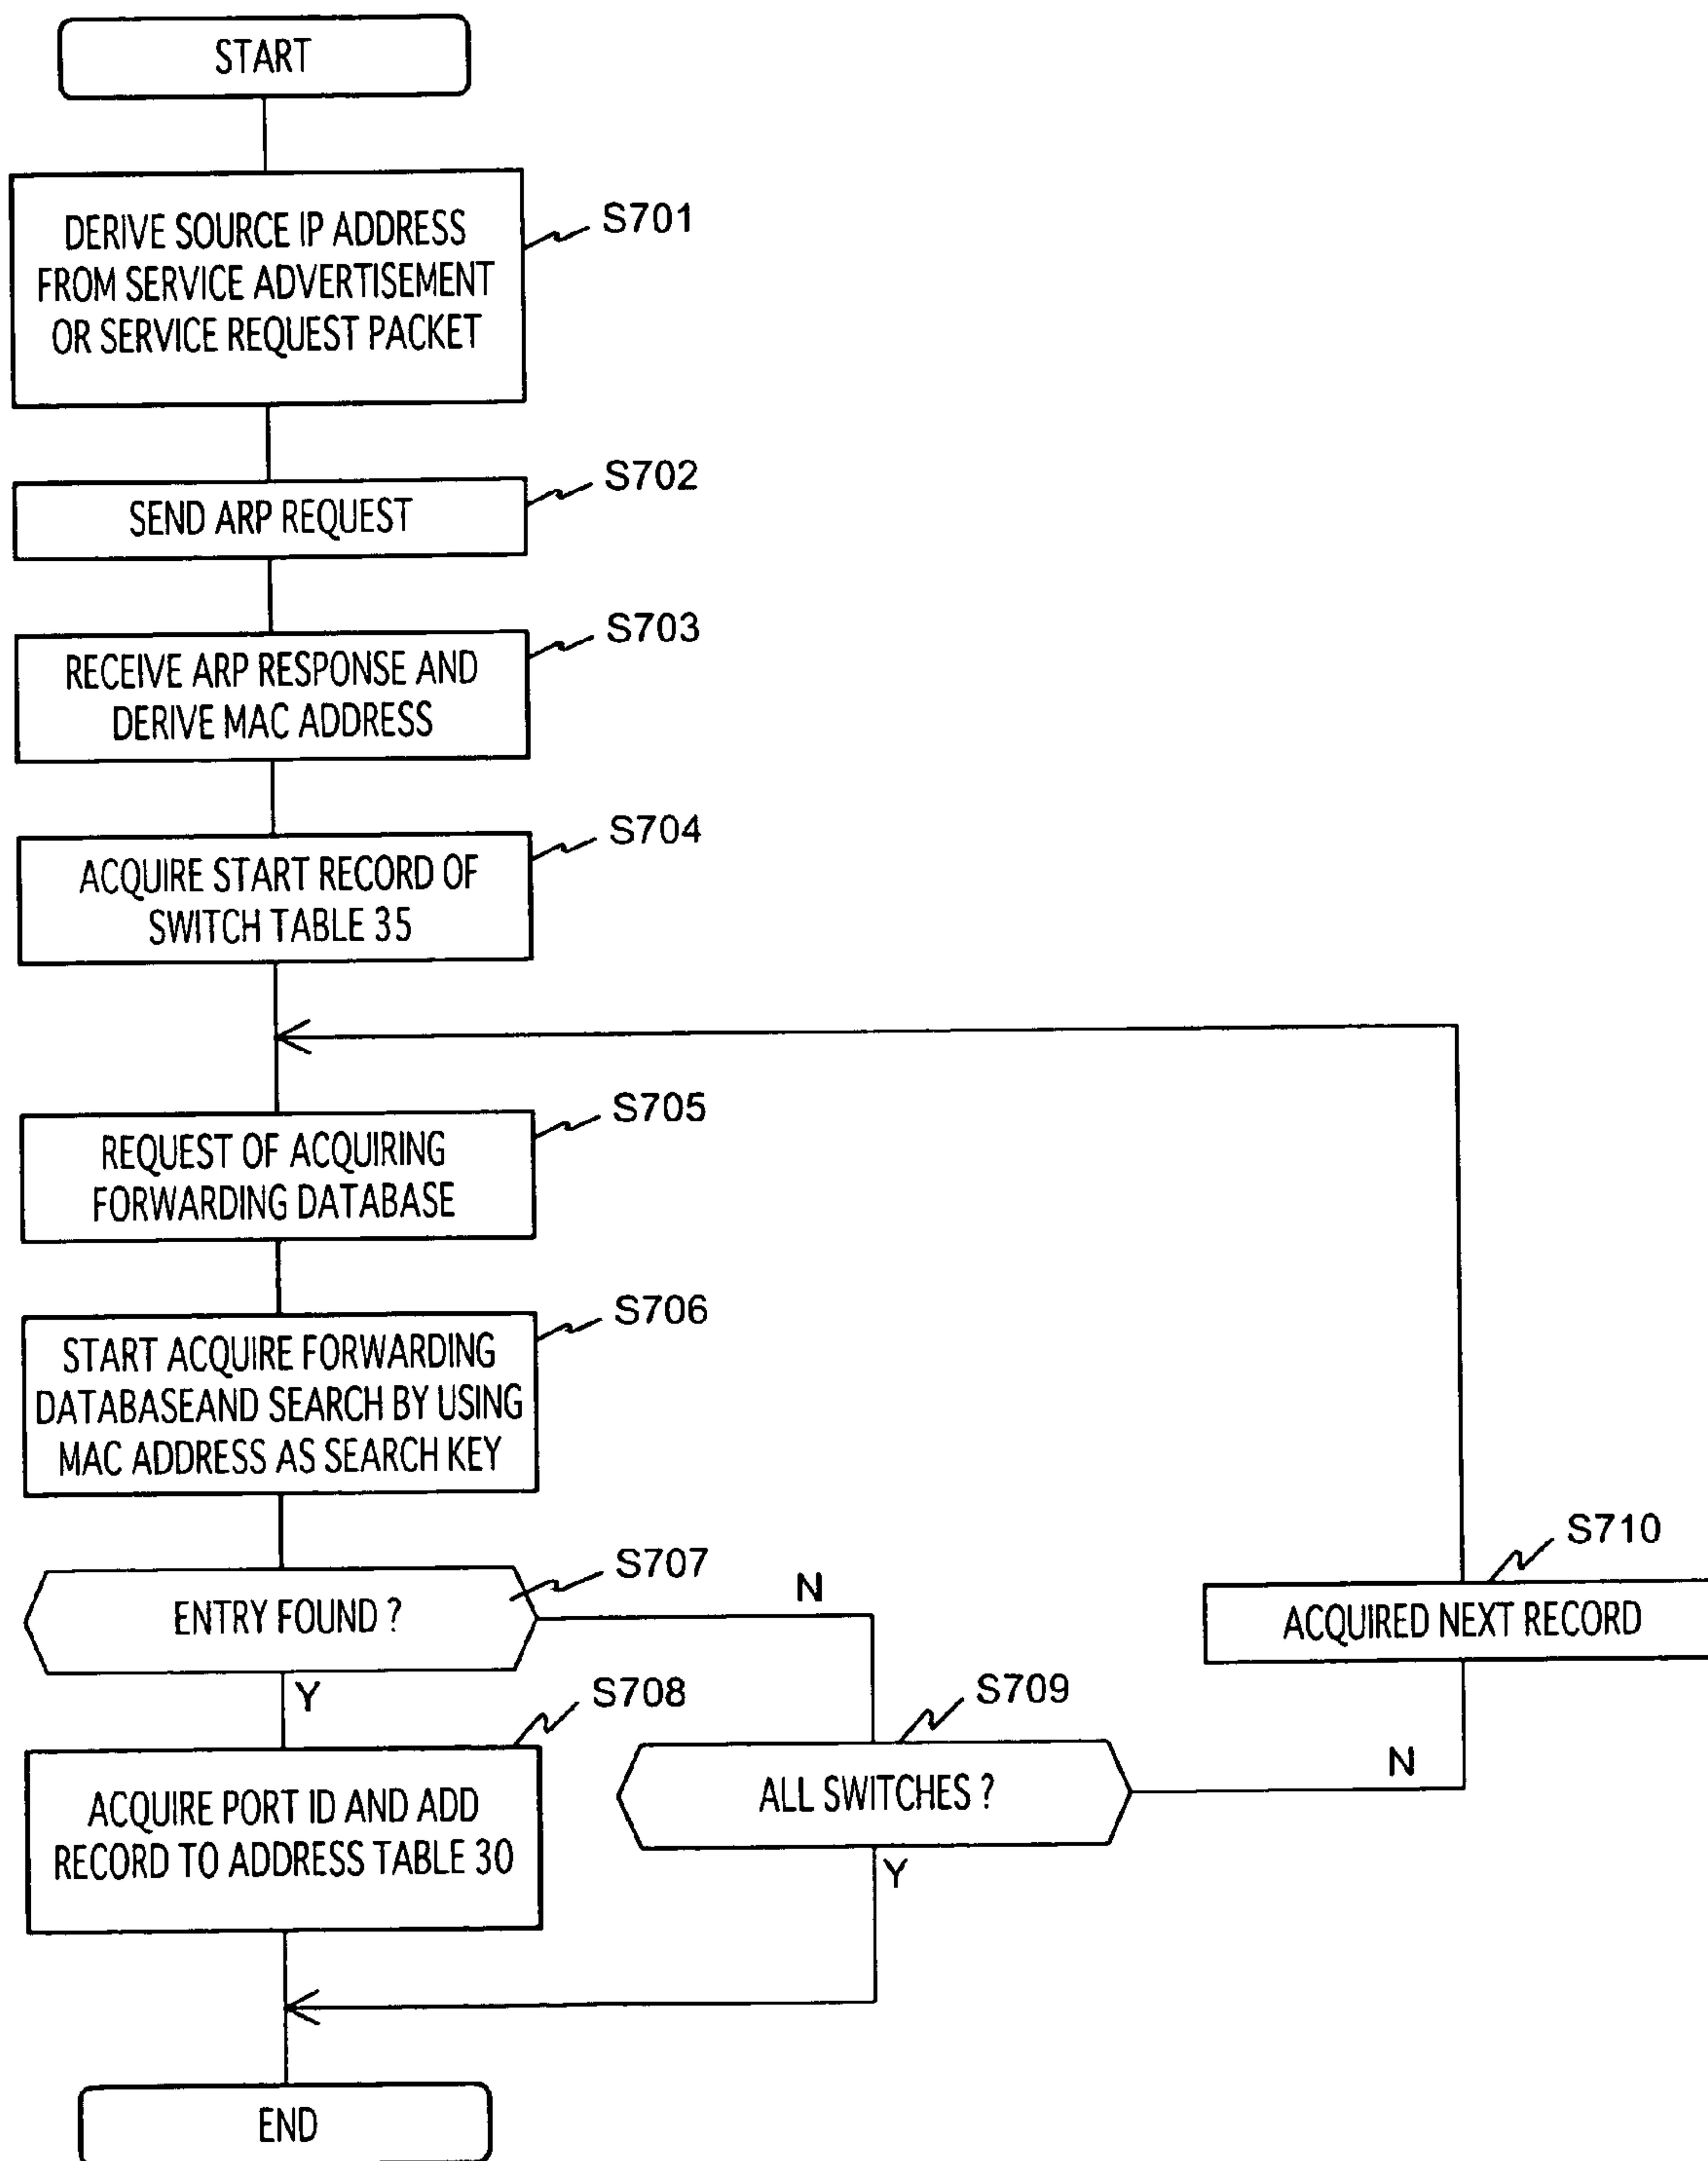 START
DERIVE SOURCE IP ADDRESS
FROM SERVICE ADVERTISEMENT
OR SERVICE REQUEST PACKET
S701
SEND ARP REQUEST
S702
RECEIVE ARP RESPONSE AND
DERIVE MAC ADDRESS
S703
ACQUIRE START RECORD OF
SWITCH TABLE 35
S704
REQUEST OF ACQUIRING
FORWARDING DATABASE
S705
START ACQUIRE FORWARDING
DATABASEAND SEARCH BY USING
MAC ADDRESS AS SEARCH KEY
S706
ENTRY FOUND ?
S707
N
Y
ACQUIRE PORT ID AND ADD
RECORD TO ADDRESS TABLE 30
S708
ALL SWITCHES ?
S709
N
Y
ACQUIRED NEXT RECORD
S710
END